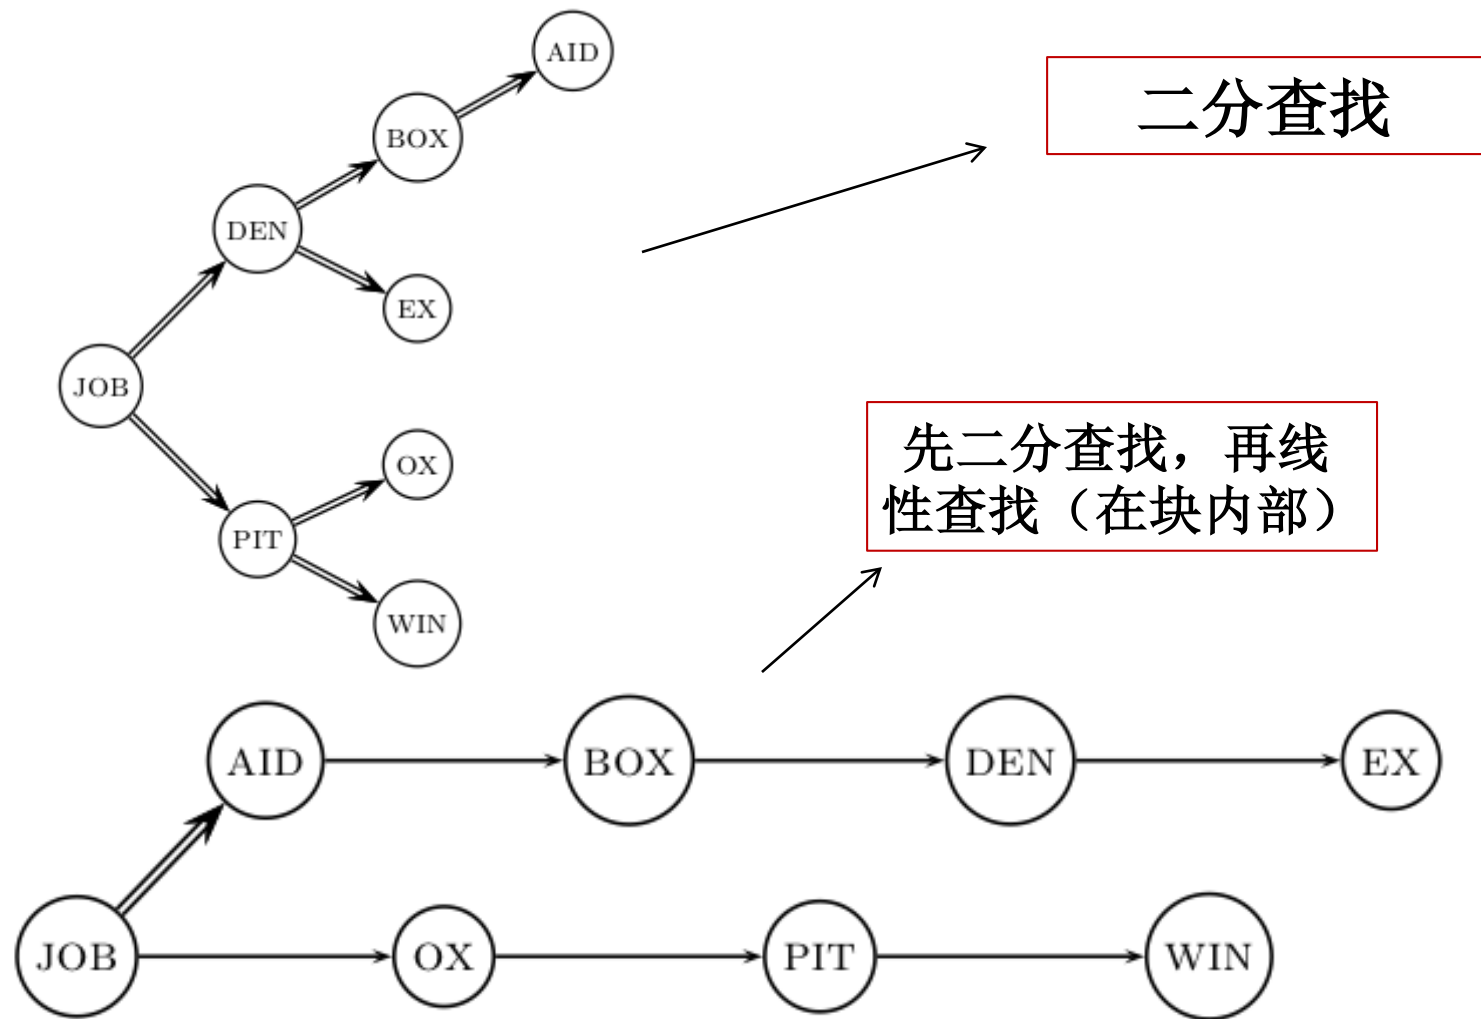 AID
二分查找
BOX
DEN
EX
JOB
先二分查找，再线
性查找（在块内部）
OX
PIT
WIN
AID BOX DEN EX
JOB OX PIT WIN